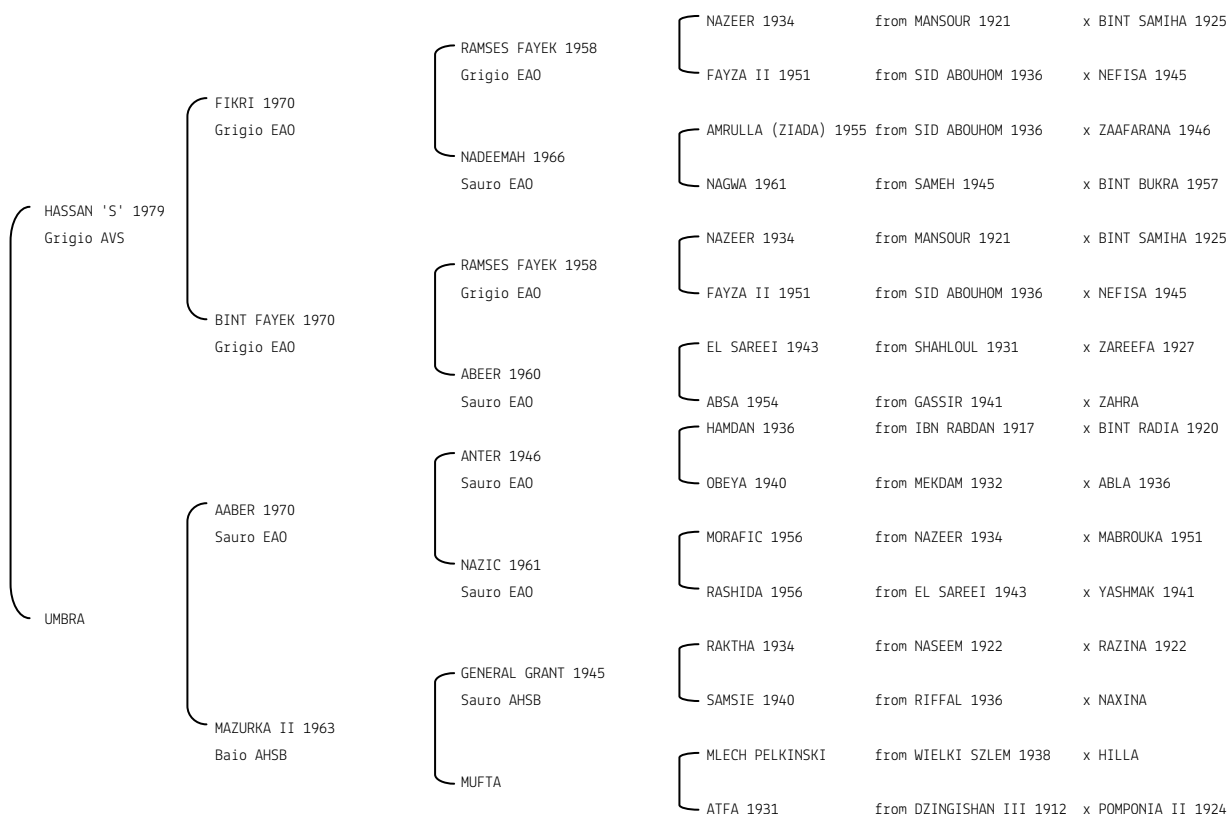 NAZEER 1934 from MANSOUR 1921 x BINT SAMIHA 1925
RAMSES FAYEK 1958
Grigio EAO
FAYZA II 1951 from SID ABOUHOM 1936 x NEFISA 1945
FIKRI 1970
Grigio EAO
AMRULLA (ZIADA) 1955 from SID ABOUHOM 1936 x ZAAFARANA 1946
NADEEMAH 1966
Sauro EAO
NAGWA 1961 from SAMEH 1945 x BINT BUKRA 1957
HASSAN 'S' 1979
Grigio AVS
NAZEER 1934 from MANSOUR 1921 x BINT SAMIHA 1925
RAMSES FAYEK 1958
Grigio EAO
FAYZA II 1951 from SID ABOUHOM 1936 x NEFISA 1945
BINT FAYEK 1970
Grigio EAO
EL SAREEI 1943 from SHAHLOUL 1931 x ZAREEFA 1927
ABEER 1960
Sauro EAO
ABSA 1954 from GASSIR 1941 x ZAHRA
HAMDAN 1936 from IBN RABDAN 1917 x BINT RADIA 1920
ANTER 1946
Sauro EAO
OBEYA 1940 from MEKDAM 1932 x ABLA 1936
AABER 1970
Sauro EAO
MORAFIC 1956 from NAZEER 1934 x MABROUKA 1951
NAZIC 1961
Sauro EAO
RASHIDA 1956 from EL SAREEI 1943 x YASHMAK 1941
UMBRA
RAKTHA 1934 from NASEEM 1922 x RAZINA 1922
GENERAL GRANT 1945
Sauro AHSB
SAMSIE 1940 from RIFFAL 1936 x NAXINA
MAZURKA II 1963
Baio AHSB
MLECH PELKINSKI from WIELKI SZLEM 1938 x HILLA
MUFTA
ATFA 1931 from DZINGISHAN III 1912 x POMPONIA II 1924